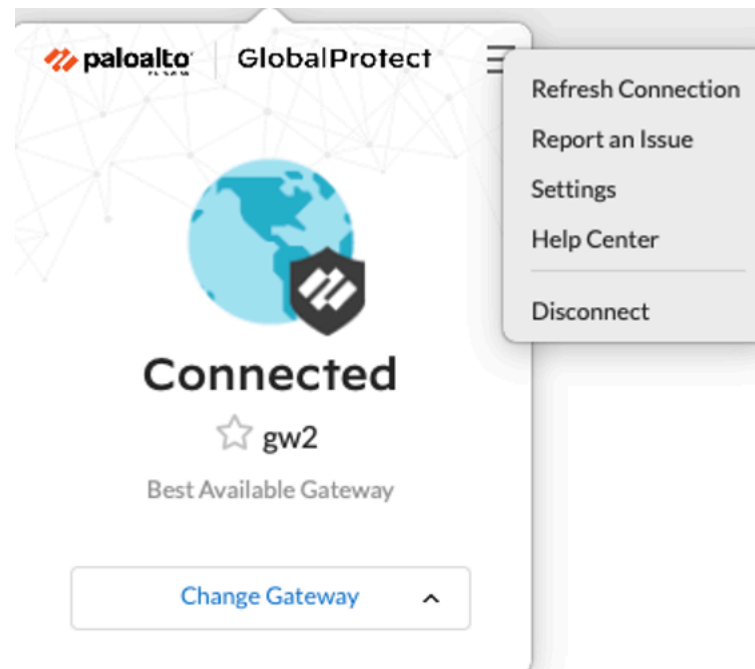 paloalto
GlobalProtect
Refresh Connection
Report an Issue
Settings
Help Center
Disconnect
Connected
gw2
Best Available Gateway
Change Gateway